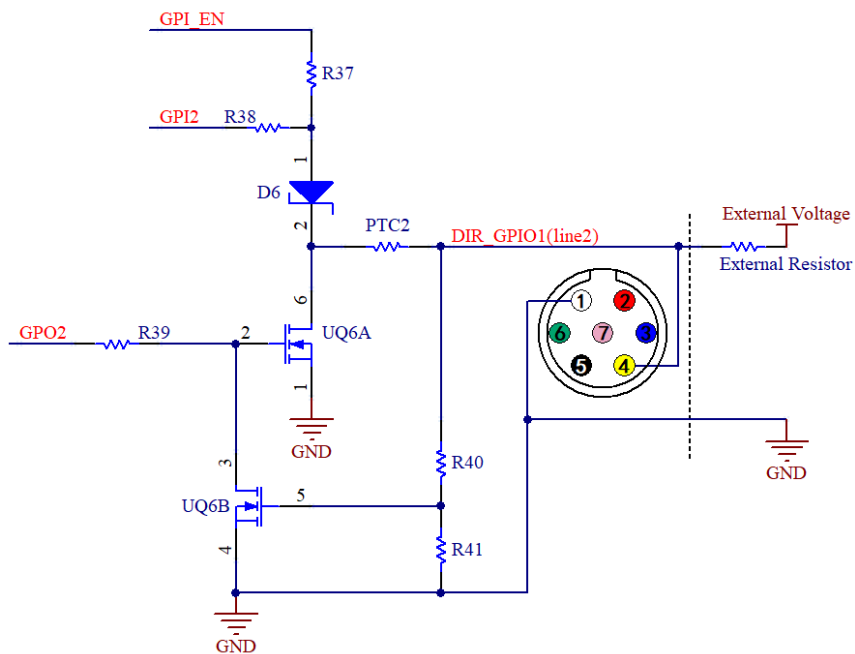 GPI_EN
R37
GPI2
R38
1
D6
2
PTC2
DIR_GPIO1(line2)
External Voltage
External Resistor
6
1
2
GPO2
R39
2
UQ6A
6
7
3
1
5
4
GND
GND
3
R40
UQ6B
5
4
R41
GND